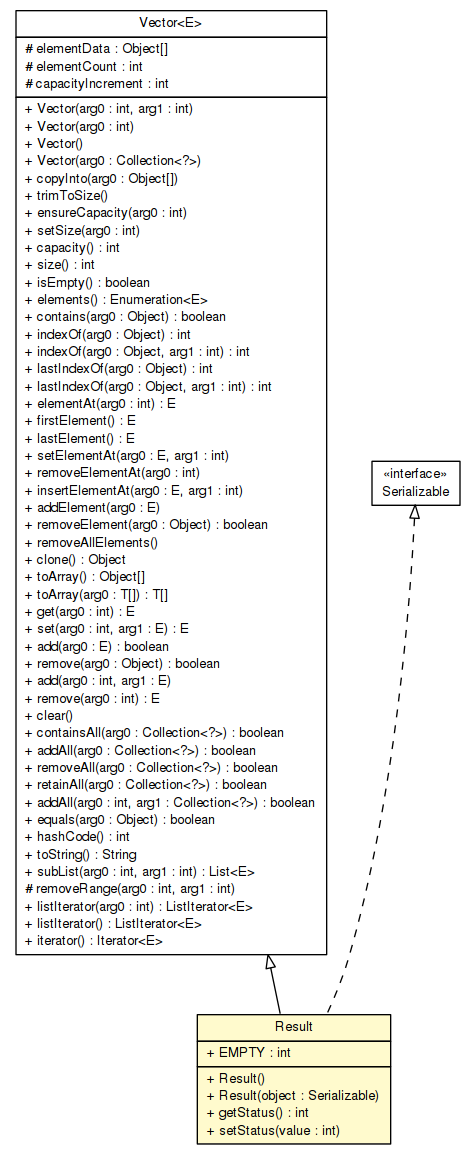 Vector<E>
# elementData : Object[]
# elementCount : int
# capacityIncrement : int
+ Vector(arg0 : int, arg1 : int)
+ Vector(arg0 : int)
+ Vector()
+ Vector(arg0 : Collection<?>)
+ copyInto(arg0 : Object[])
+ trimToSize()
+ ensureCapacity(arg0 : int)
+ setSize(arg0 : int)
+ capacity() : int
+ size() : int
+ isEmpty() : boolean
+ elements() : Enumeration<E>
+ contains(arg0 : Object) : boolean
+ indexOf(arg0 : Object) : int
+ indexOf(arg0 : Object, arg1 : int) : int
+ lastIndexOf(arg0 : Object) : int
+ lastIndexOf(arg0 : Object, arg1 : int) : int
+ elementAt(arg0 : int) : E
+ firstElement() : E
+ lastElement() : E
+ setElementAt(arg0 : E, arg1 : int)
+ removeElementAt(arg0 : int)
+ insertElementAt(arg0 : E, arg1 : int)
+ addElement(arg0 : E)
+ removeElement(arg0 : Object) : boolean
+ removeAllElements()
+ clone() : Object
+ toArray() : Object[]
+ toArray(arg0 : T[]) : T[]
+ get(arg0 : int) : E
+ set(arg0 : int, arg1 : E) : E
+ add(arg0 : E) : boolean
+ remove(arg0 : Object) : boolean
+ add(arg0 : int, arg1 : E)
+ remove(arg0 : int) : E
+ clear()
+ containsAll(arg0 : Collection<?>) : boolean
+ addAll(arg0 : Collection<?>) : boolean
+ removeAll(arg0 : Collection<?>) : boolean
+ retainAll(arg0 : Collection<?>) : boolean
+ addAll(arg0 : int, arg1 : Collection<?>) : boolean
+ equals(arg0 : Object) : boolean
+ hashCode() : int
+ toString() : String
+ subList(arg0 : int, arg1 : int) : List<E>
# removeRange(arg0 : int, arg1 : int)
+ listIterator(arg0 : int) : ListIterator<E>
+ listIterator() : ListIterator<E>
+ iterator() : Iterator<E>
«interface»
Serializable
Result
+ EMPTY : int
+ Result()
+ Result(object : Serializable)
+ getStatus() : int
+ setStatus(value : int)